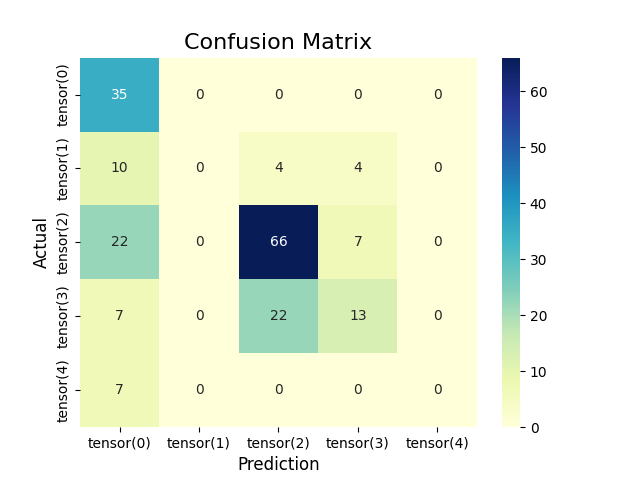 Confusion Matrix
Actual
tensor(0) 35 0 0 0 0
tensor(1) 10 0 4 4 0
tensor(2) 22 0 66 7 0
tensor(3) 7 0 22 13 0
tensor(4) 7 0 0 0 0
tensor(0) tensor(1) tensor(2) tensor(3) tensor(4)
Prediction
60
50
40
30
20
10
0